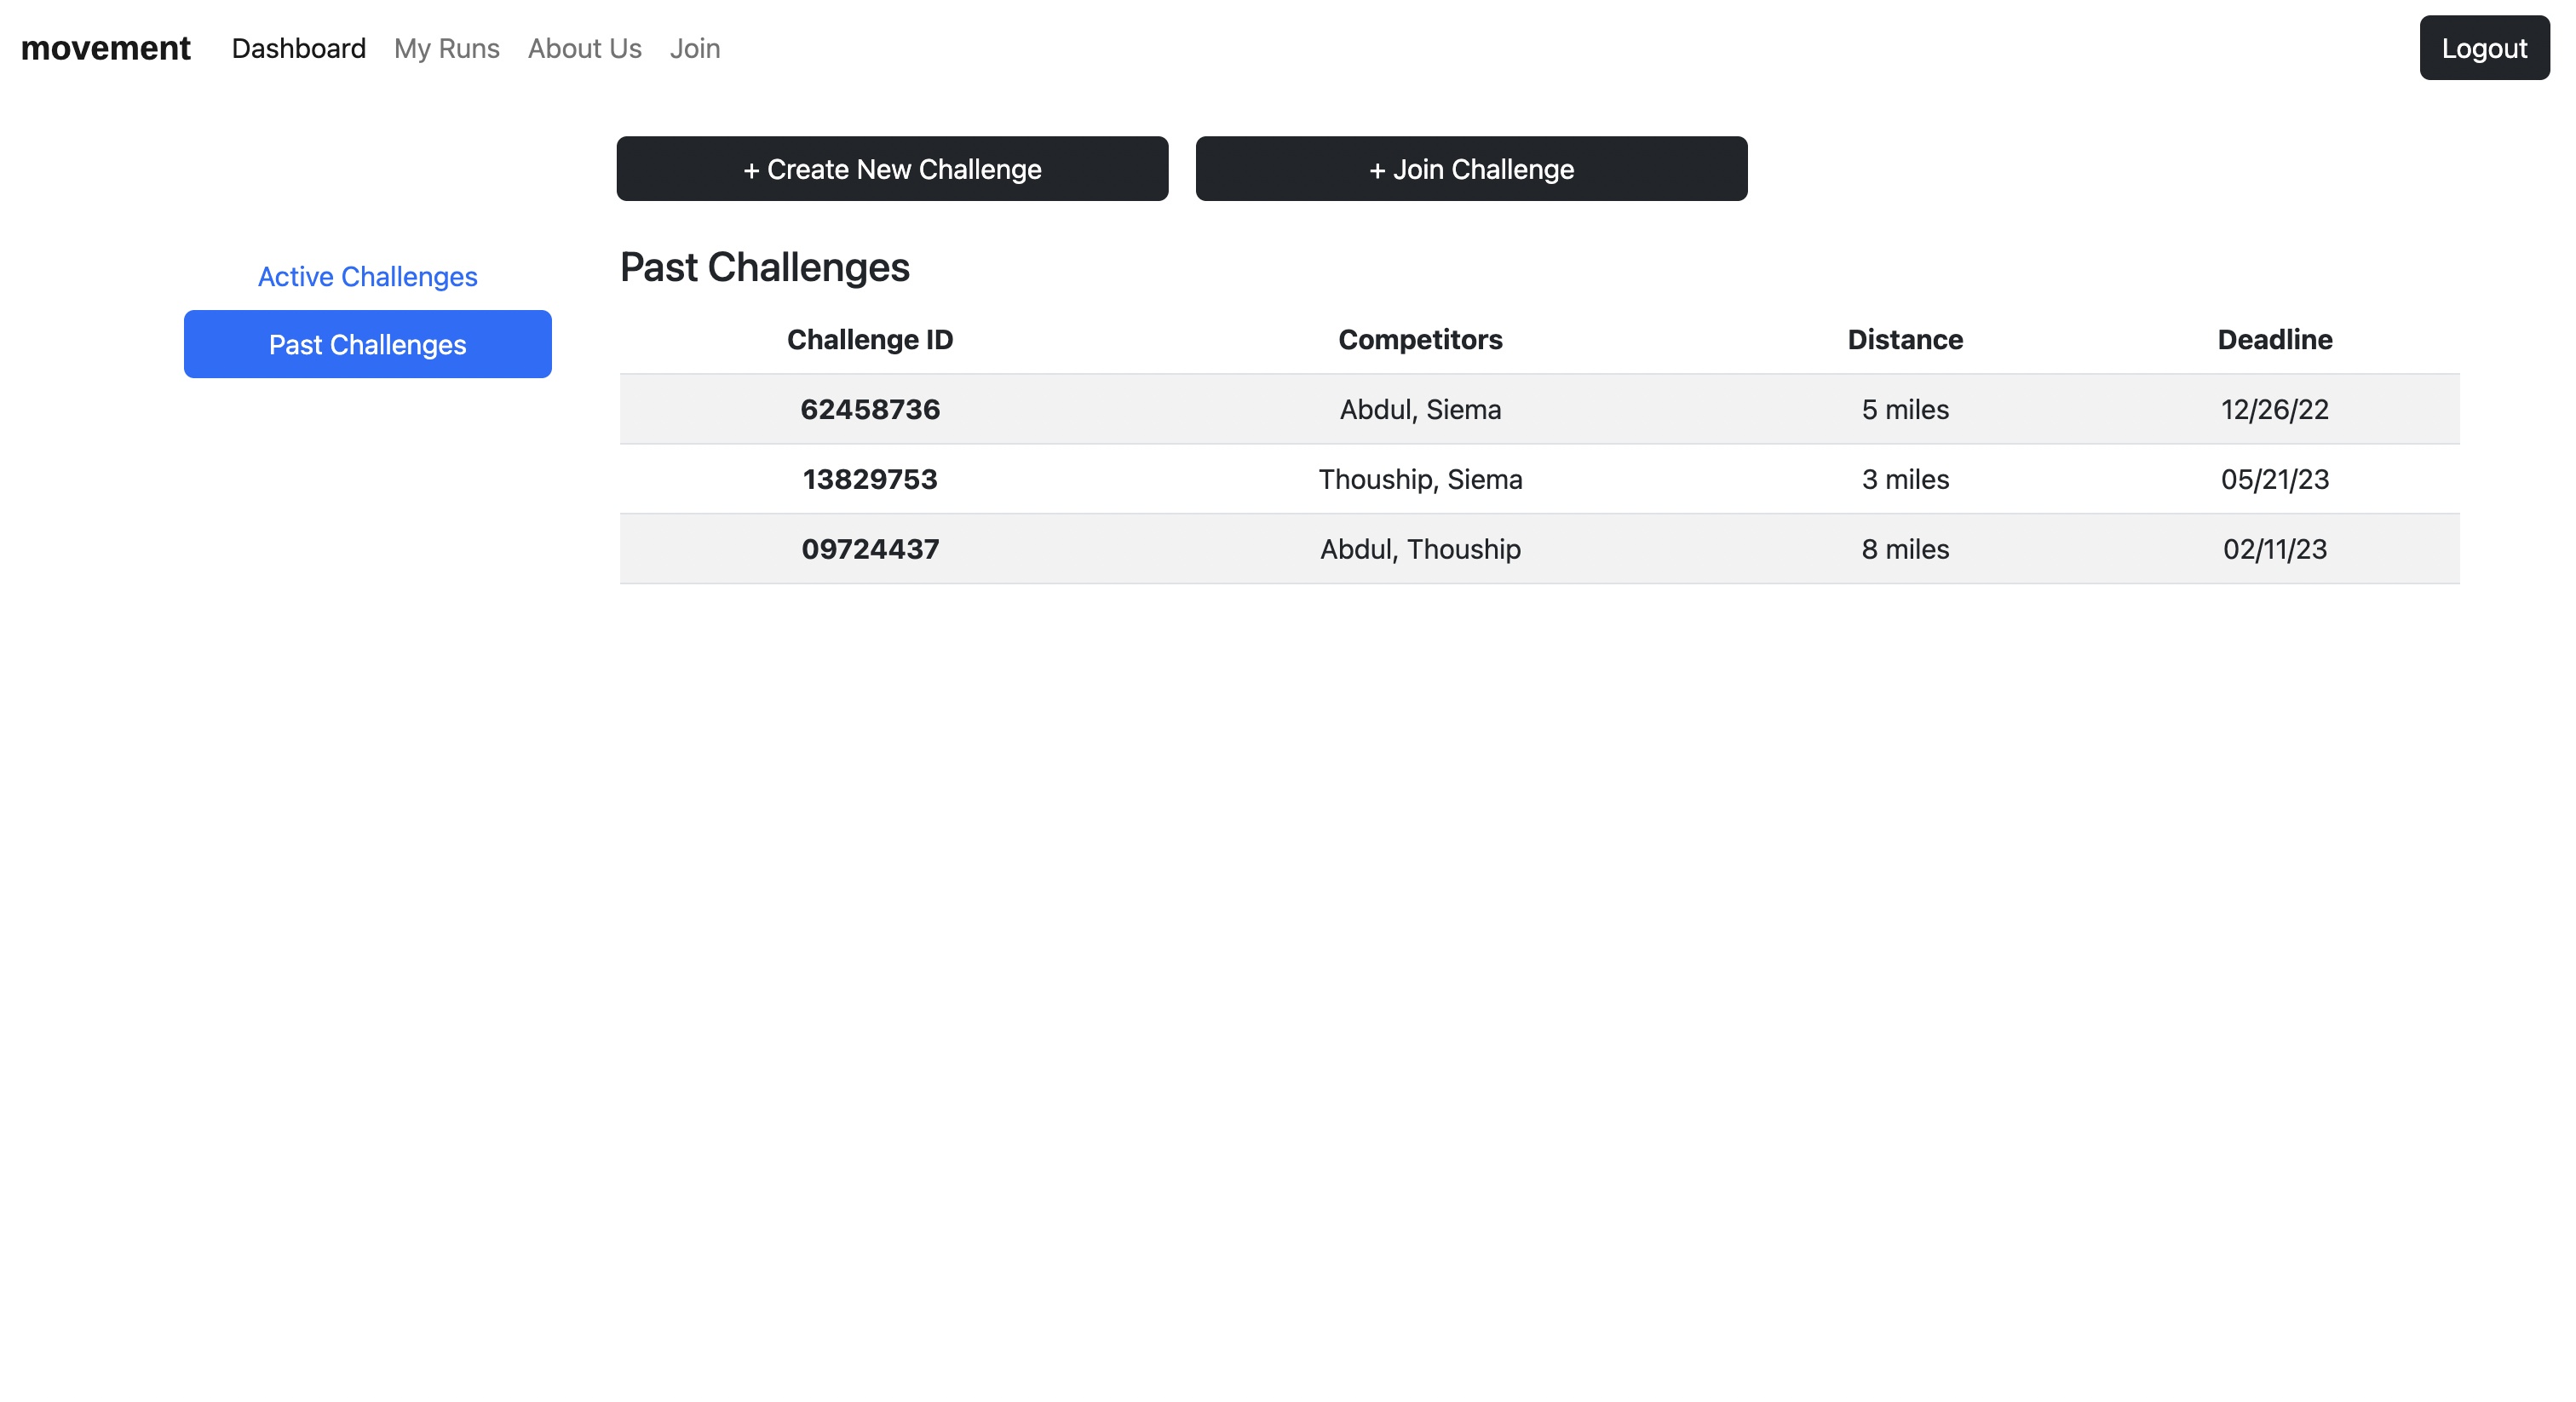 movement Dashboard My Runs About Us Join Logout
+ Create New Challenge + Join Challenge
Active Challenges
Past Challenges
Past Challenges
Challenge ID Competitors Distance Deadline
62458736 Abdul, Siema 5 miles 12/26/22
13829753 Thouship, Siema 3 miles 05/21/23
09724437 Abdul, Thouship 8 miles 02/11/23